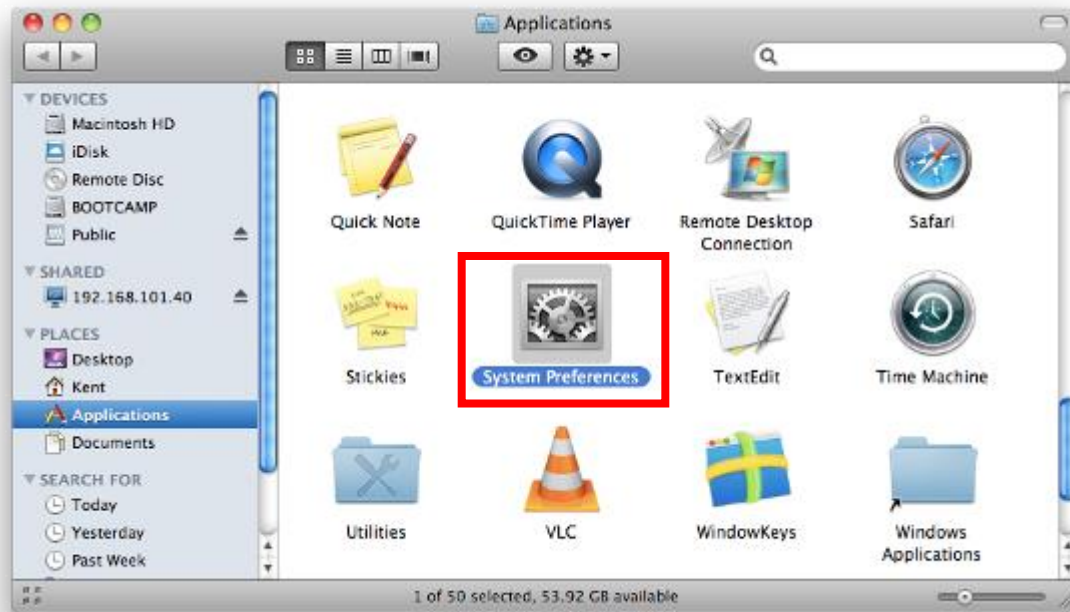 Applications
DEVICES
Macintosh HD
iDisk
Remote Disc
BOOTCAMP
Public
SHARED
192.168.101.40
PLACES
Desktop
Kent
Applications
Documents
SEARCH FOR
Today
Yesterday
Past Week
Quick Note
QuickTime Player
Remote Desktop
Connection
Safari
Stickies
System Preferences
TextEdit
Time Machine
Utilities
VLC
WindowKeys
Windows
Applications
1 of 50 selected, 53.92 GB available